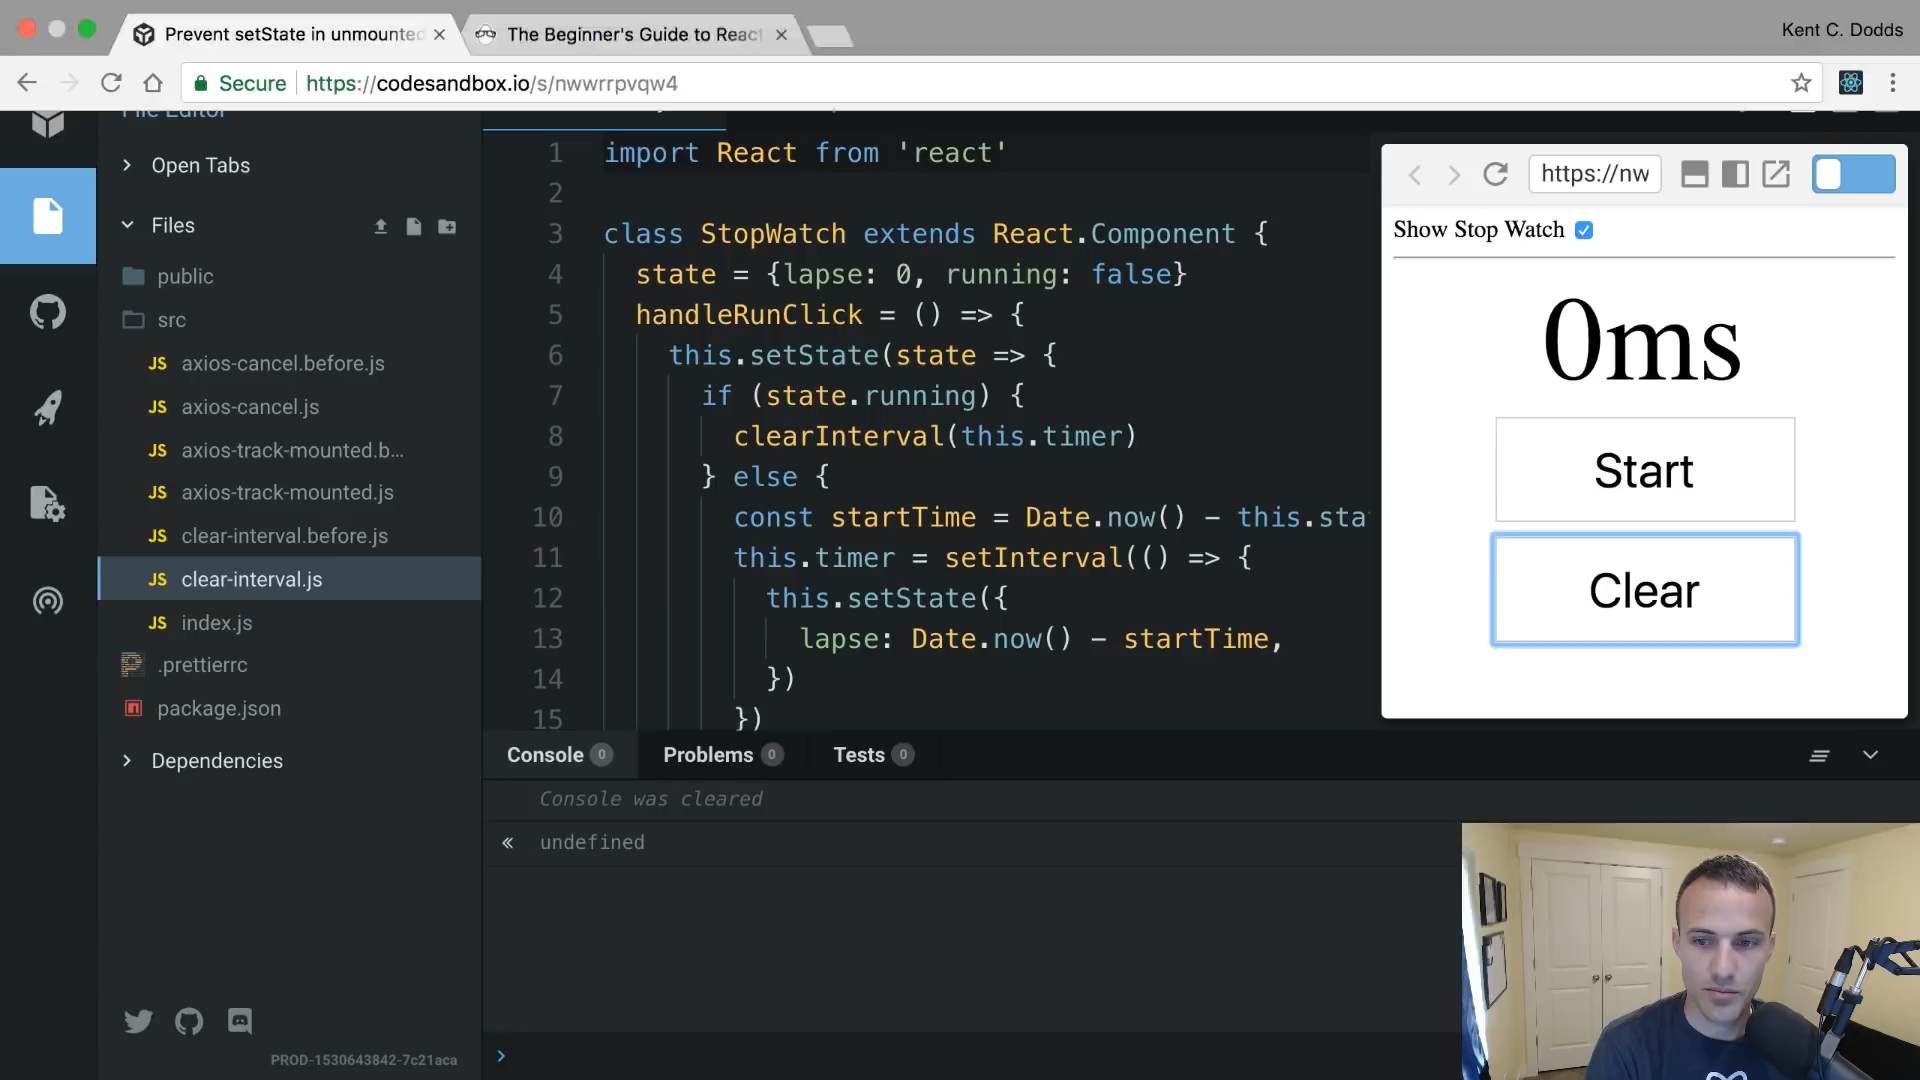 Prevent setState in unmounted
The Beginner's Guide to React
Kent C. Dodds
Secure
https://codesandbox.io/s/nwwrrpvqw4
File Editor
Open Tabs
Files
public
src
JS axios-cancel.before.js
JS axios-cancel.js
JS axios-track-mounted.b...
JS axios-track-mounted.js
JS clear-interval.before.js
JS clear-interval.js
JS index.js
.prettierrc
package.json
Dependencies
PROD-1530643842-7c21aca
1 import React from 'react'
2
3 class StopWatch extends React.Component {
4 state = {lapse: 0, running: false}
5 handleRunClick = () => {
6 this.setState(state => {
7 if (state.running) {
8 clearInterval(this.timer)
9 } else {
10 const startTime = Date.now() - this.sta
11 this.timer = setInterval(() => {
12 this.setState({
13 lapse: Date.now() - startTime,
14 })
15 })
https://nw
Show Stop Watch
0ms
Start
Clear
Console 0
Problems 0
Tests 0
Console was cleared
« undefined
›